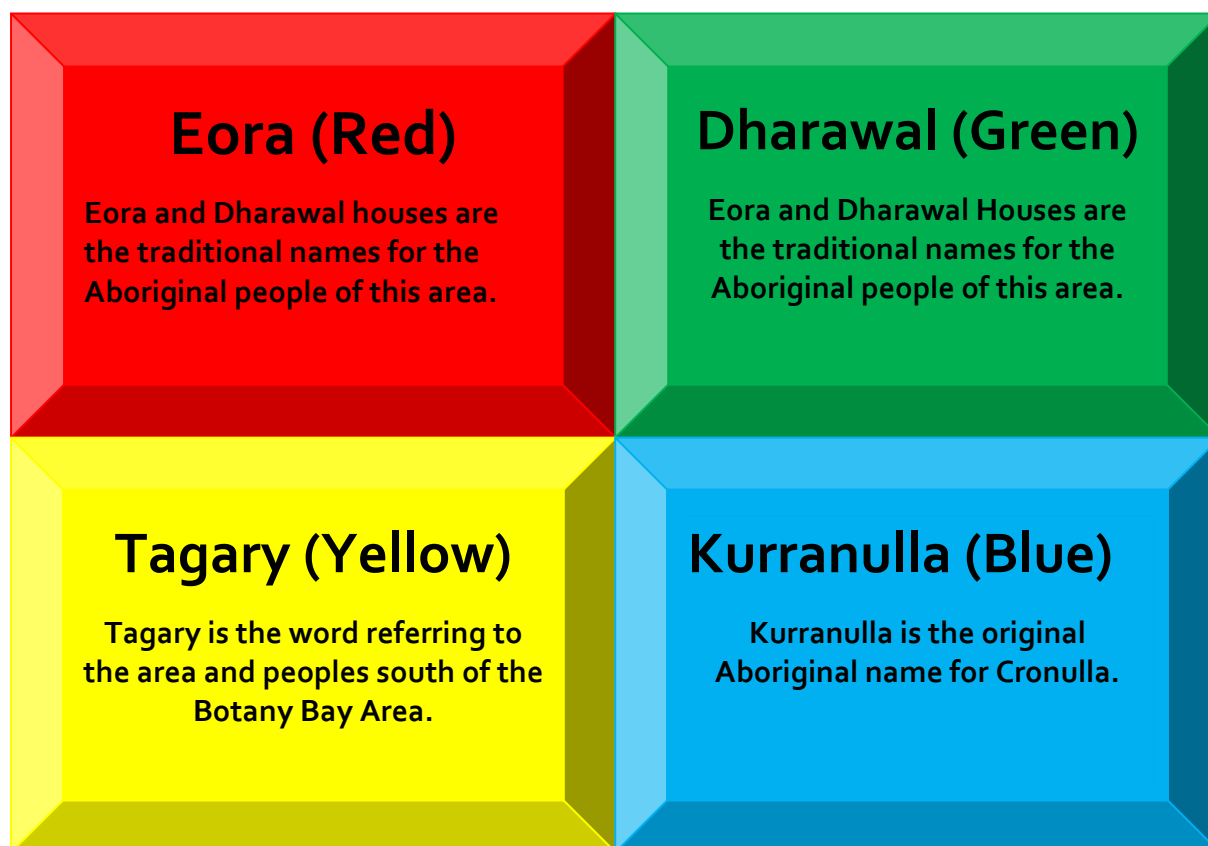 Eora (Red)
Eora and Dharawal houses are
the traditional names for the
Aboriginal people of this area.
Dharawal (Green)
Eora and Dharawal Houses are
the traditional names for the
Aboriginal people of this area.
Tagary (Yellow)
Tagary is the word referring to
the area and peoples south of the
Botany Bay Area.
Kurranulla (Blue)
Kurranulla is the original
Aboriginal name for Cronulla.